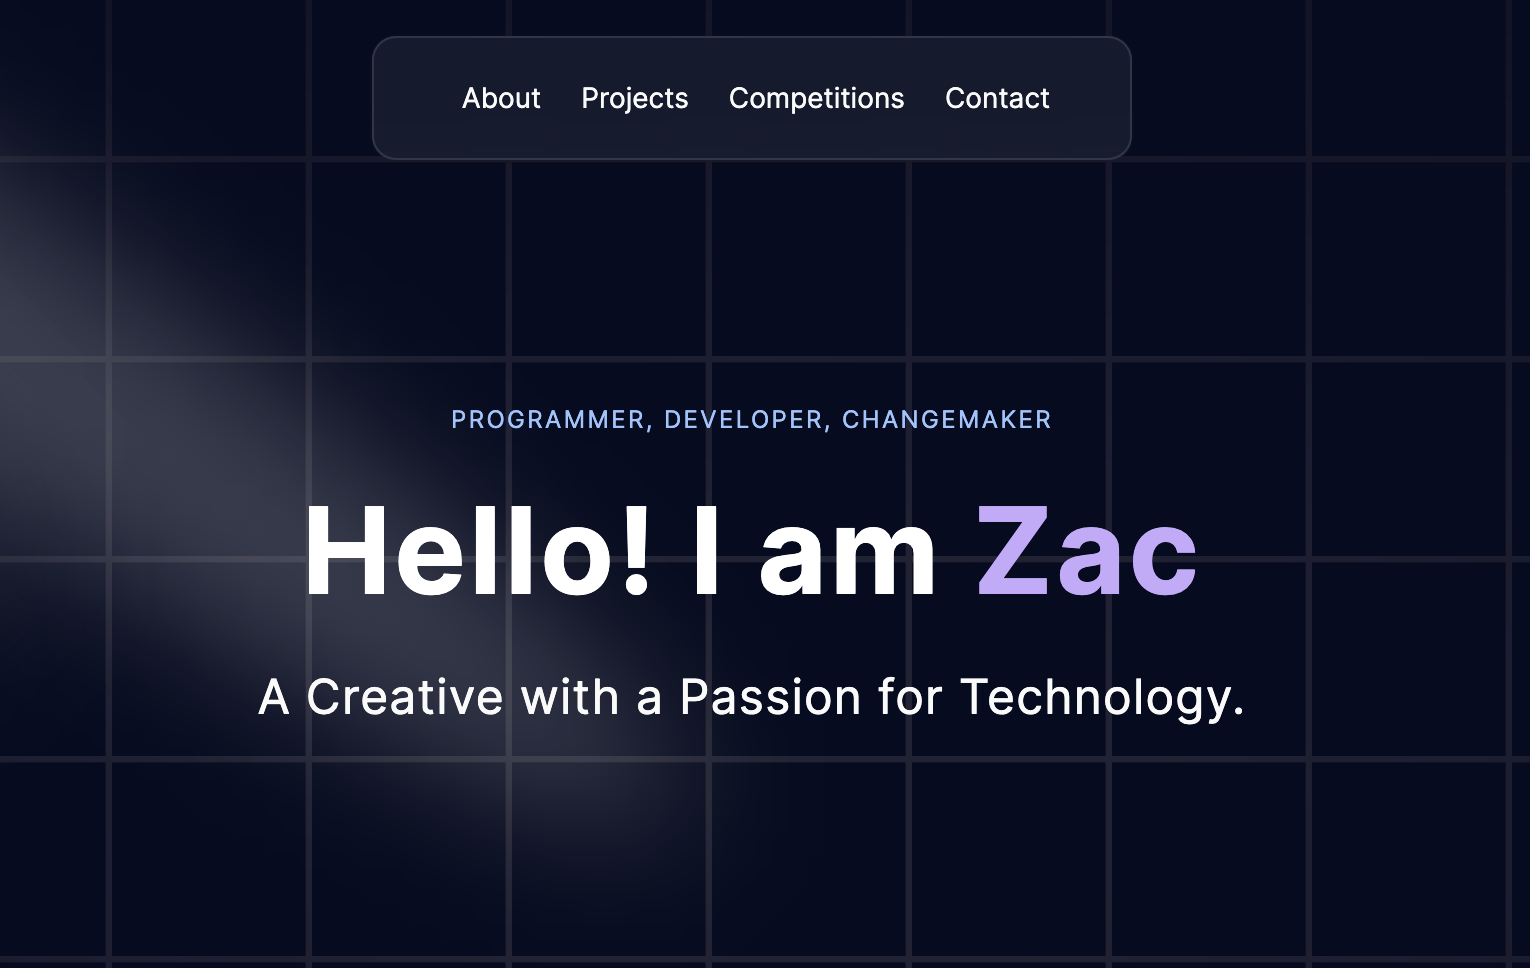 About Projects Competitions Contact
PROGRAMMER, DEVELOPER, CHANGEMAKER
Hello! I am Zac
A Creative with a Passion for Technology.